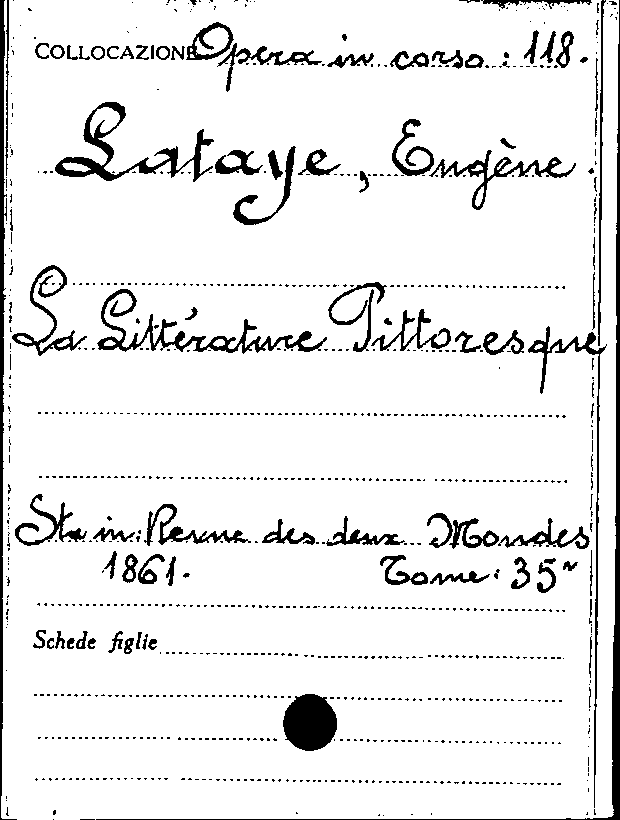 COLLOCAZIONE Opera in corso : 118.
Lataye, Eugène.
La Littérature Pittoresque
Sta in: Revue des deux Mondes
1861. Tome: 35º
Schede figlie